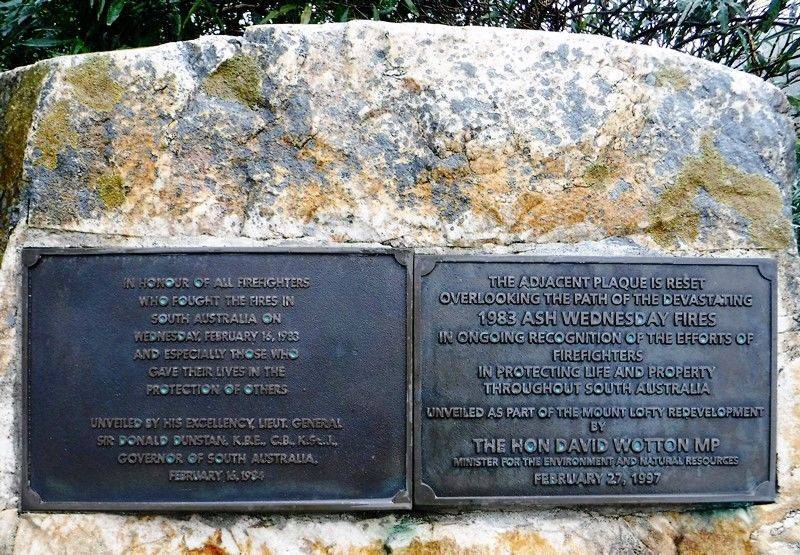 IN HONOUR OF ALL FIREFIGHTERS
WHO FOUGHT THE FIRES IN
SOUTH AUSTRALIA ON
WEDNESDAY, FEBRUARY 16, 1983
AND ESPECIALLY THOSE WHO
GAVE THEIR LIVES IN THE
PROTECTION OF OTHERS
UNVEILED BY HIS EXCELLENCY, LIEUT. GENERAL
SIR DONALD DUNSTAN, K.B.E., C.B., K.ST.J.,
GOVERNOR OF SOUTH AUSTRALIA,
FEBRUARY 16, 1984
THE ADJACENT PLAQUE IS RESET
OVERLOOKING THE PATH OF THE DEVASTATING
1983 ASH WEDNESDAY FIRES
IN ONGOING RECOGNITION OF THE EFFORTS OF
FIREFIGHTERS
IN PROTECTING LIFE AND PROPERTY
THROUGHOUT SOUTH AUSTRALIA
UNVEILED AS PART OF THE MOUNT LOFTY REDEVELOPMENT
BY
THE HON DAVID WOTTON MP
MINISTER FOR THE ENVIRONMENT AND NATURAL RESOURCES
FEBRUARY 27, 1997